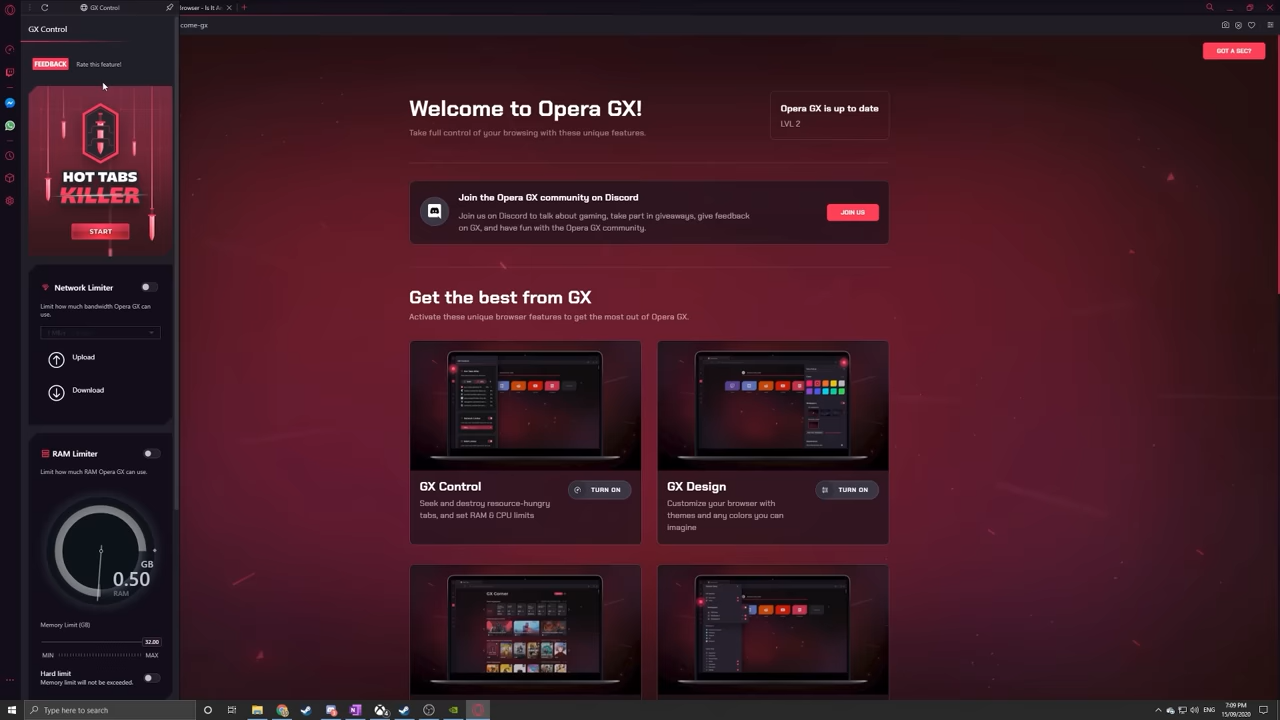 GX Control
rowser - Is It Ar
GX Control
come-gx
FEEDBACK
Rate this feature!
HOT TABS
KILLER
START
Network Limiter
Limit how much bandwidth Opera GX can
use.
Upload
Download
RAM Limiter
Limit how much RAM Opera GX can use.
GB
0.50
RAM
Memory Limit (GB)
32.00
MIN
MAX
Hard limit
Memory limit will not be exceeded.
GOT A SEC?
Welcome to Opera GX!
Take full control of your browsing with these unique features.
Opera GX is up to date
LVL 2
Join the Opera GX community on Discord
Join us on Discord to talk about gaming, take part in giveaways, give feedback
on GX, and have fun with the Opera GX community.
JOIN US
Get the best from GX
Activate these unique browser features to get the most out of Opera GX.
GX Control
TURN ON
Seek and destroy resource-hungry
tabs, and set RAM & CPU limits
GX Design
TURN ON
Customize your browser with
themes and any colors you can
imagine
Type here to search
ENG
7:09 PM
15/09/2020